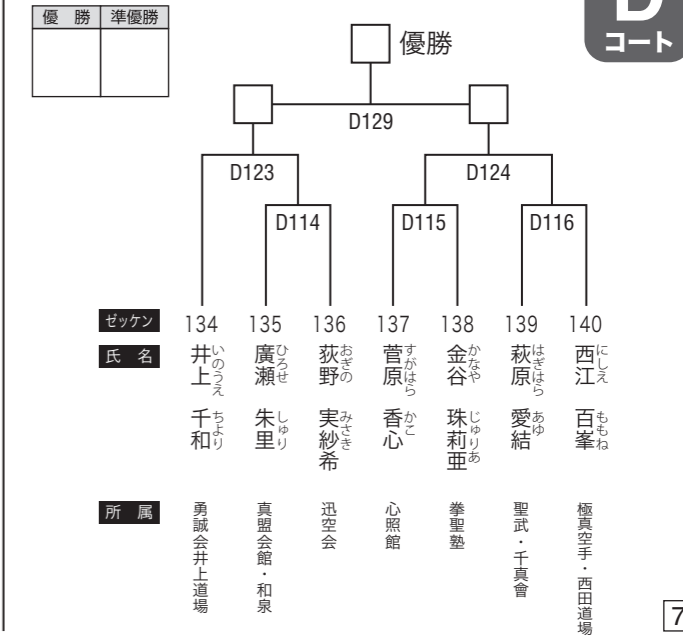 D
コート
優 勝 準優勝
優勝
D129
D123 D124
D114 D115 D116
ゼッケン 134 135 136 137 138 139 140
氏 名
井上 千和
いのうえ ちより
廣瀬 朱里
ひろせ しゅり
荻野 実紗希
おぎの みさき
菅原 香心
すがはら かこ
金谷 珠莉亜
かなや じゅりあ
萩原 愛結
はぎはら あゆ
西江 百峯
にしえ ももね
所 属
勇誠会井上道場
真盟会館・和泉
迅空会
心照館
拳聖塾
聖武・千真會
極真空手・西田道場
7